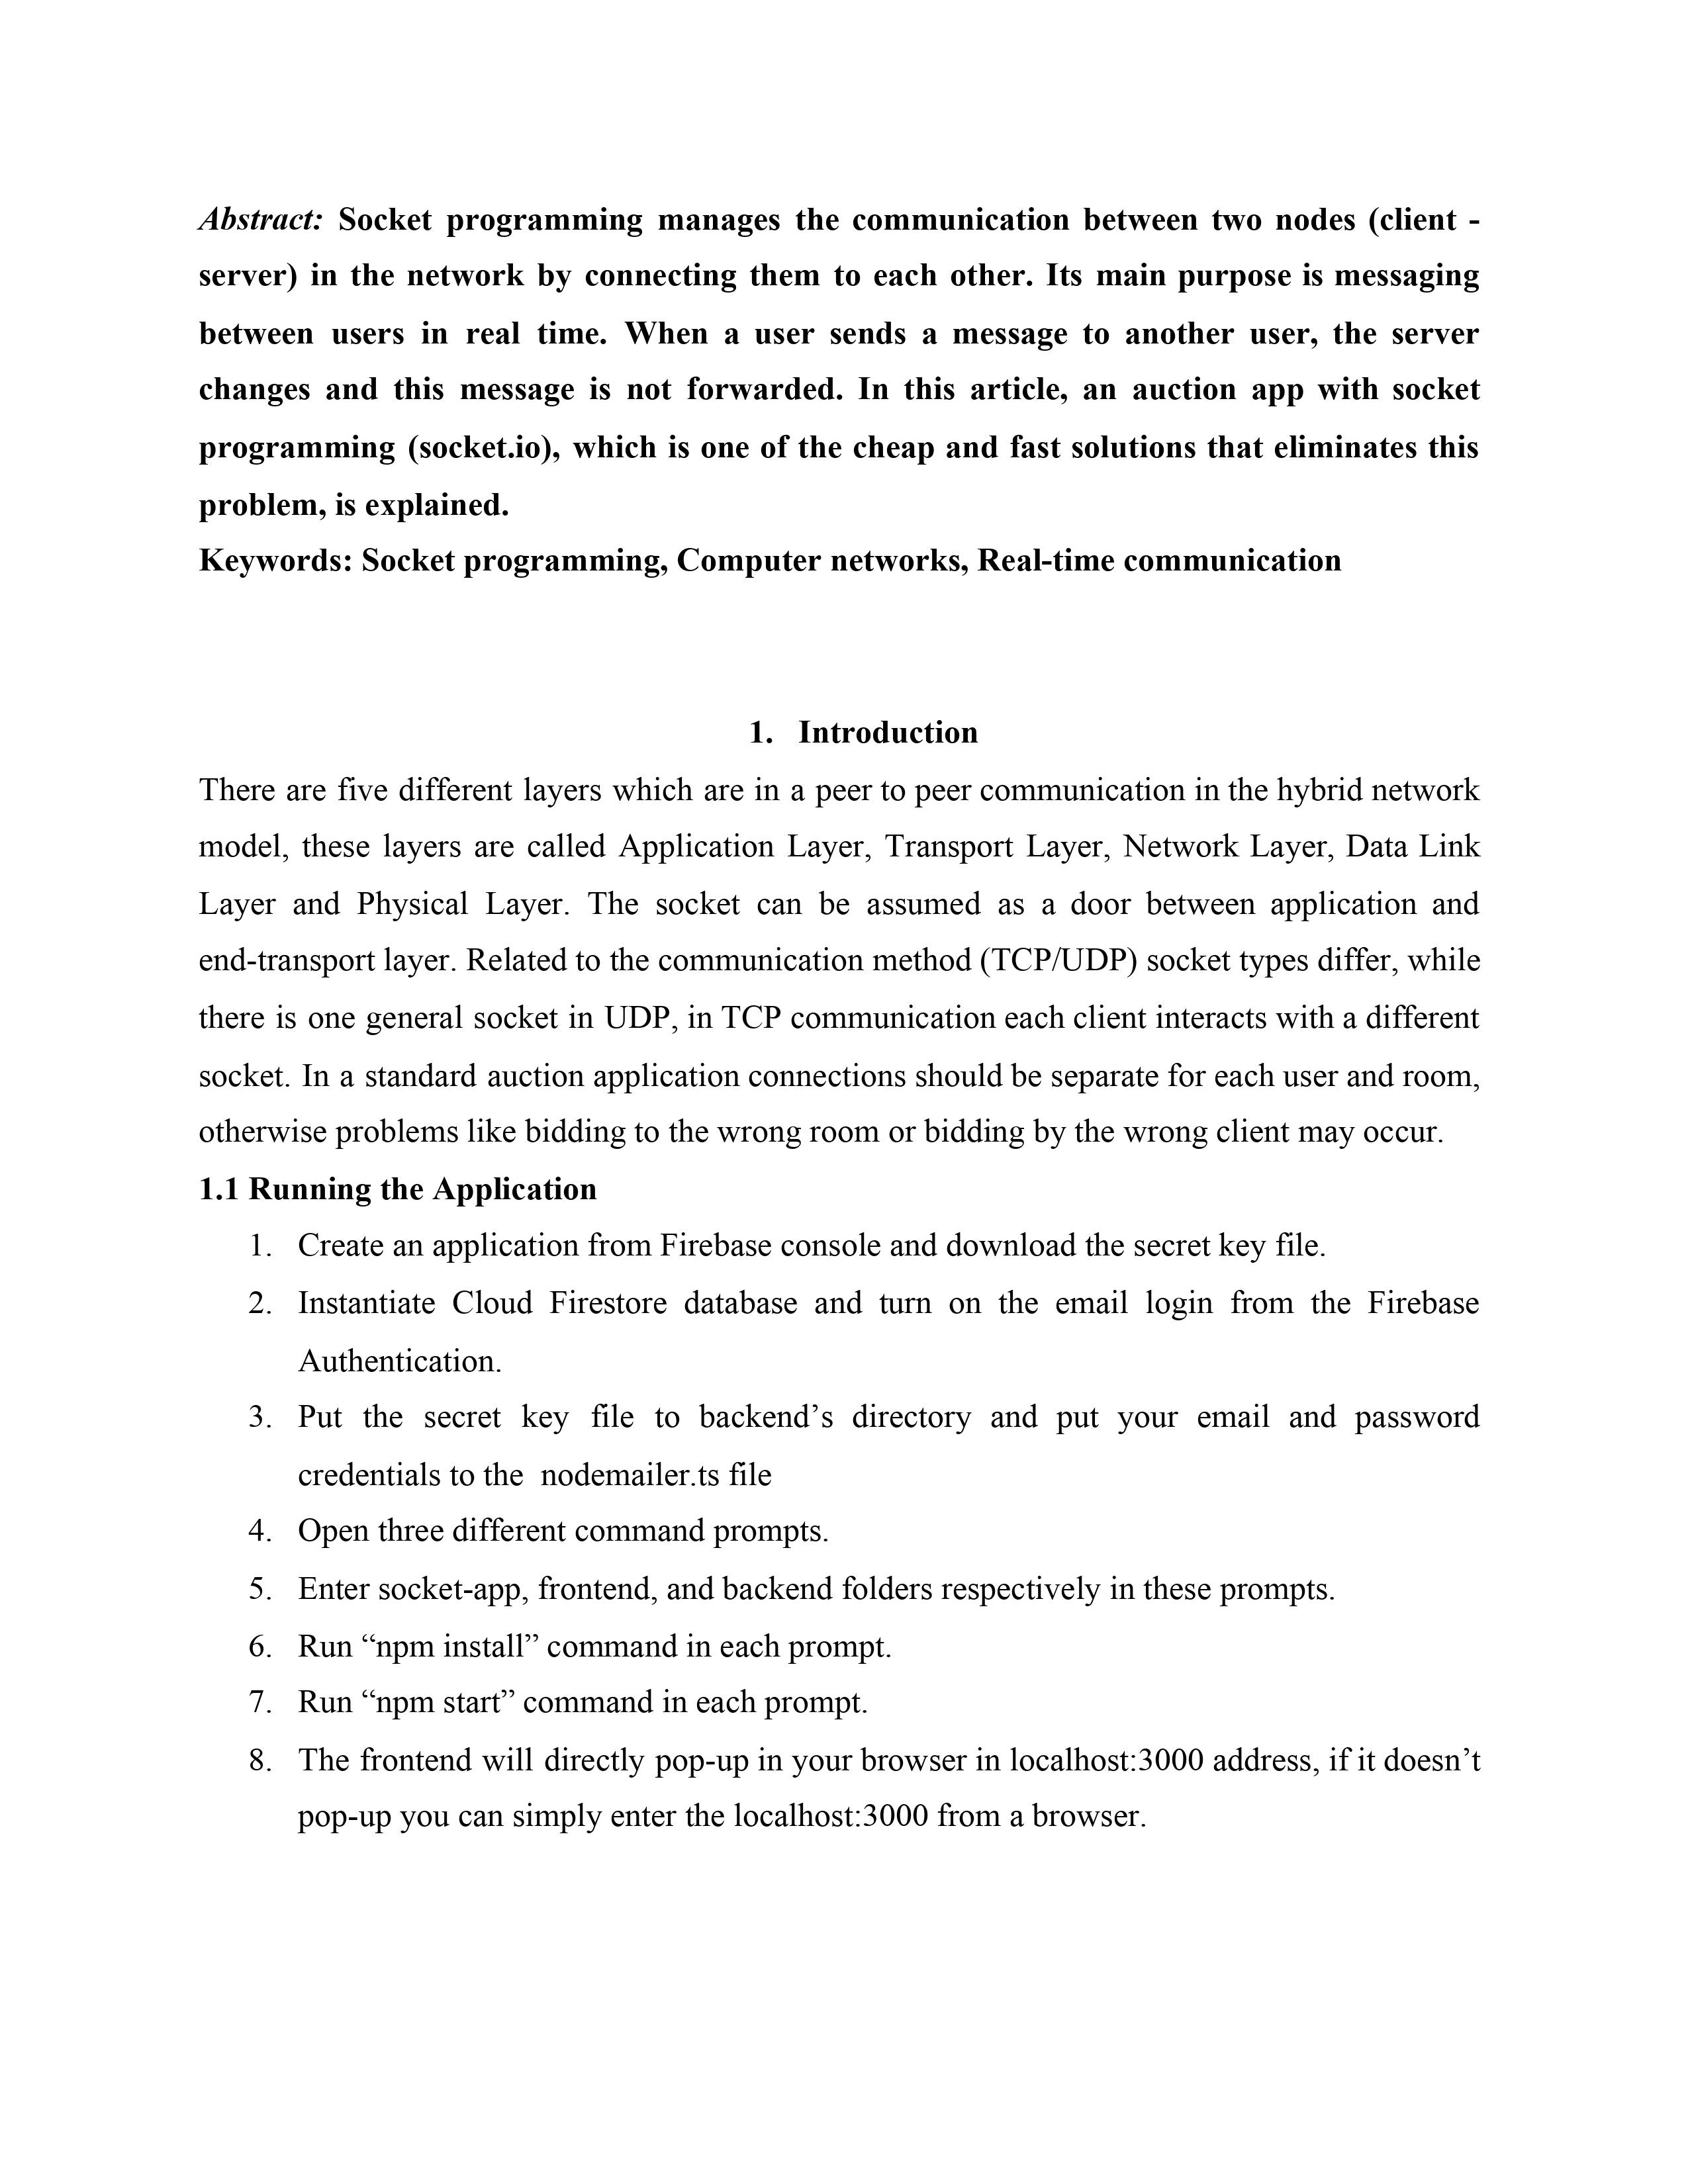 Abstract: Socket programming manages the communication between two nodes (client -
server) in the network by connecting them to each other. Its main purpose is messaging
between users in real time. When a user sends a message to another user, the server
changes and this message is not forwarded. In this article, an auction app with socket
programming (socket.io), which is one of the cheap and fast solutions that eliminates this
problem, is explained.
Keywords: Socket programming, Computer networks, Real-time communication
1. Introduction
There are five different layers which are in a peer to peer communication in the hybrid network
model, these layers are called Application Layer, Transport Layer, Network Layer, Data Link
Layer and Physical Layer. The socket can be assumed as a door between application and
end-transport layer. Related to the communication method (TCP/UDP) socket types differ, while
there is one general socket in UDP, in TCP communication each client interacts with a different
socket. In a standard auction application connections should be separate for each user and room,
otherwise problems like bidding to the wrong room or bidding by the wrong client may occur.
1.1 Running the Application
1. Create an application from Firebase console and download the secret key file.
2. Instantiate Cloud Firestore database and turn on the email login from the Firebase
Authentication.
3. Put the secret key file to backend’s directory and put your email and password
credentials to the nodemailer.ts file
4. Open three different command prompts.
5. Enter socket-app, frontend, and backend folders respectively in these prompts.
6. Run “npm install” command in each prompt.
7. Run “npm start” command in each prompt.
8. The frontend will directly pop-up in your browser in localhost:3000 address, if it doesn’t
pop-up you can simply enter the localhost:3000 from a browser.